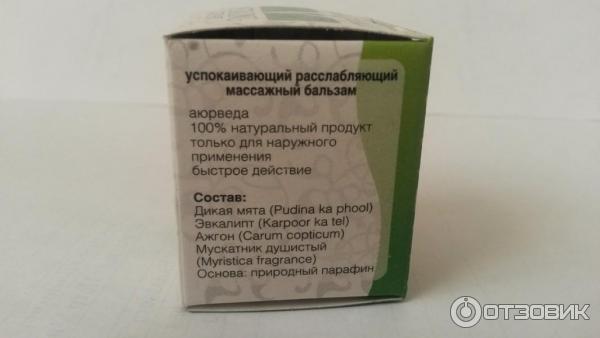 успокаивающий расслабляющий
массажный бальзам
аюрведа
100% натуральный продукт
только для наружного
применения
быстрое действие
Состав:
Дикая мята (Pudina ka phool)
Эвкалипт (Karpoor ka tel)
Ажгон (Carum copticum)
Мускатник душистый
(Myristica fragrance)
Основа: природный парафин
ОТЗОВИК